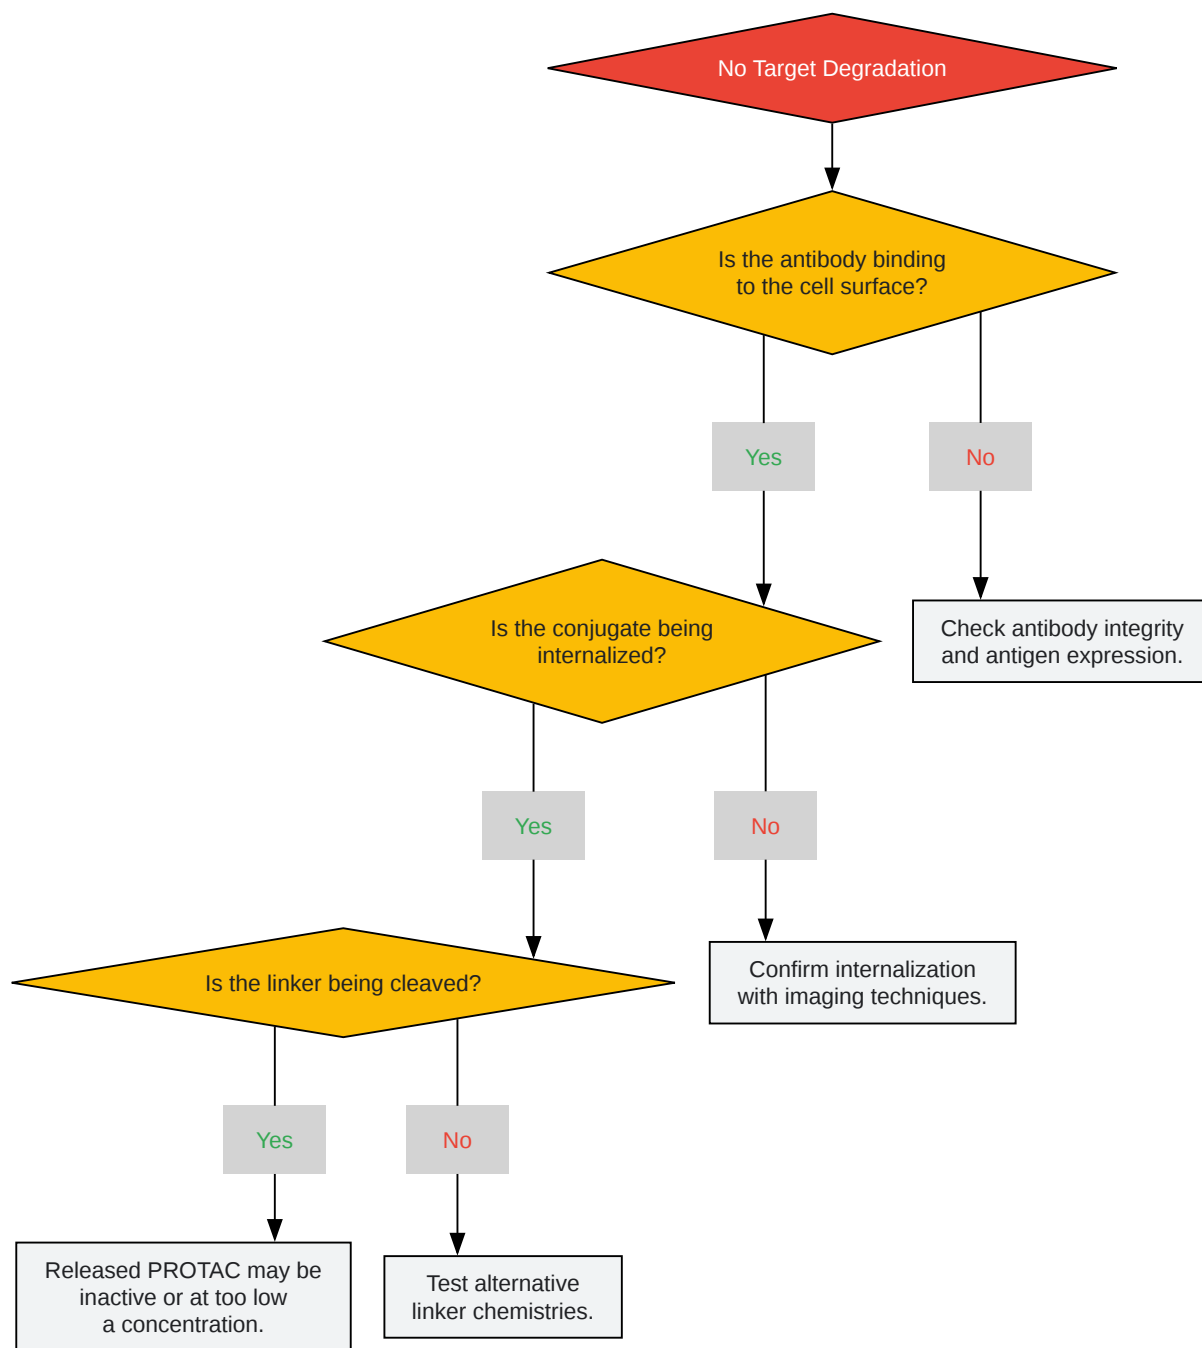 No Target Degradation
Is the antibody binding
to the cell surface?
Yes
No
Is the conjugate being
internalized?
Check antibody integrity
and antigen expression.
Yes
No
Is the linker being cleaved?
Confirm internalization
with imaging techniques.
Yes
No
Released PROTAC may be
inactive or at too low
a concentration.
Test alternative
linker chemistries.